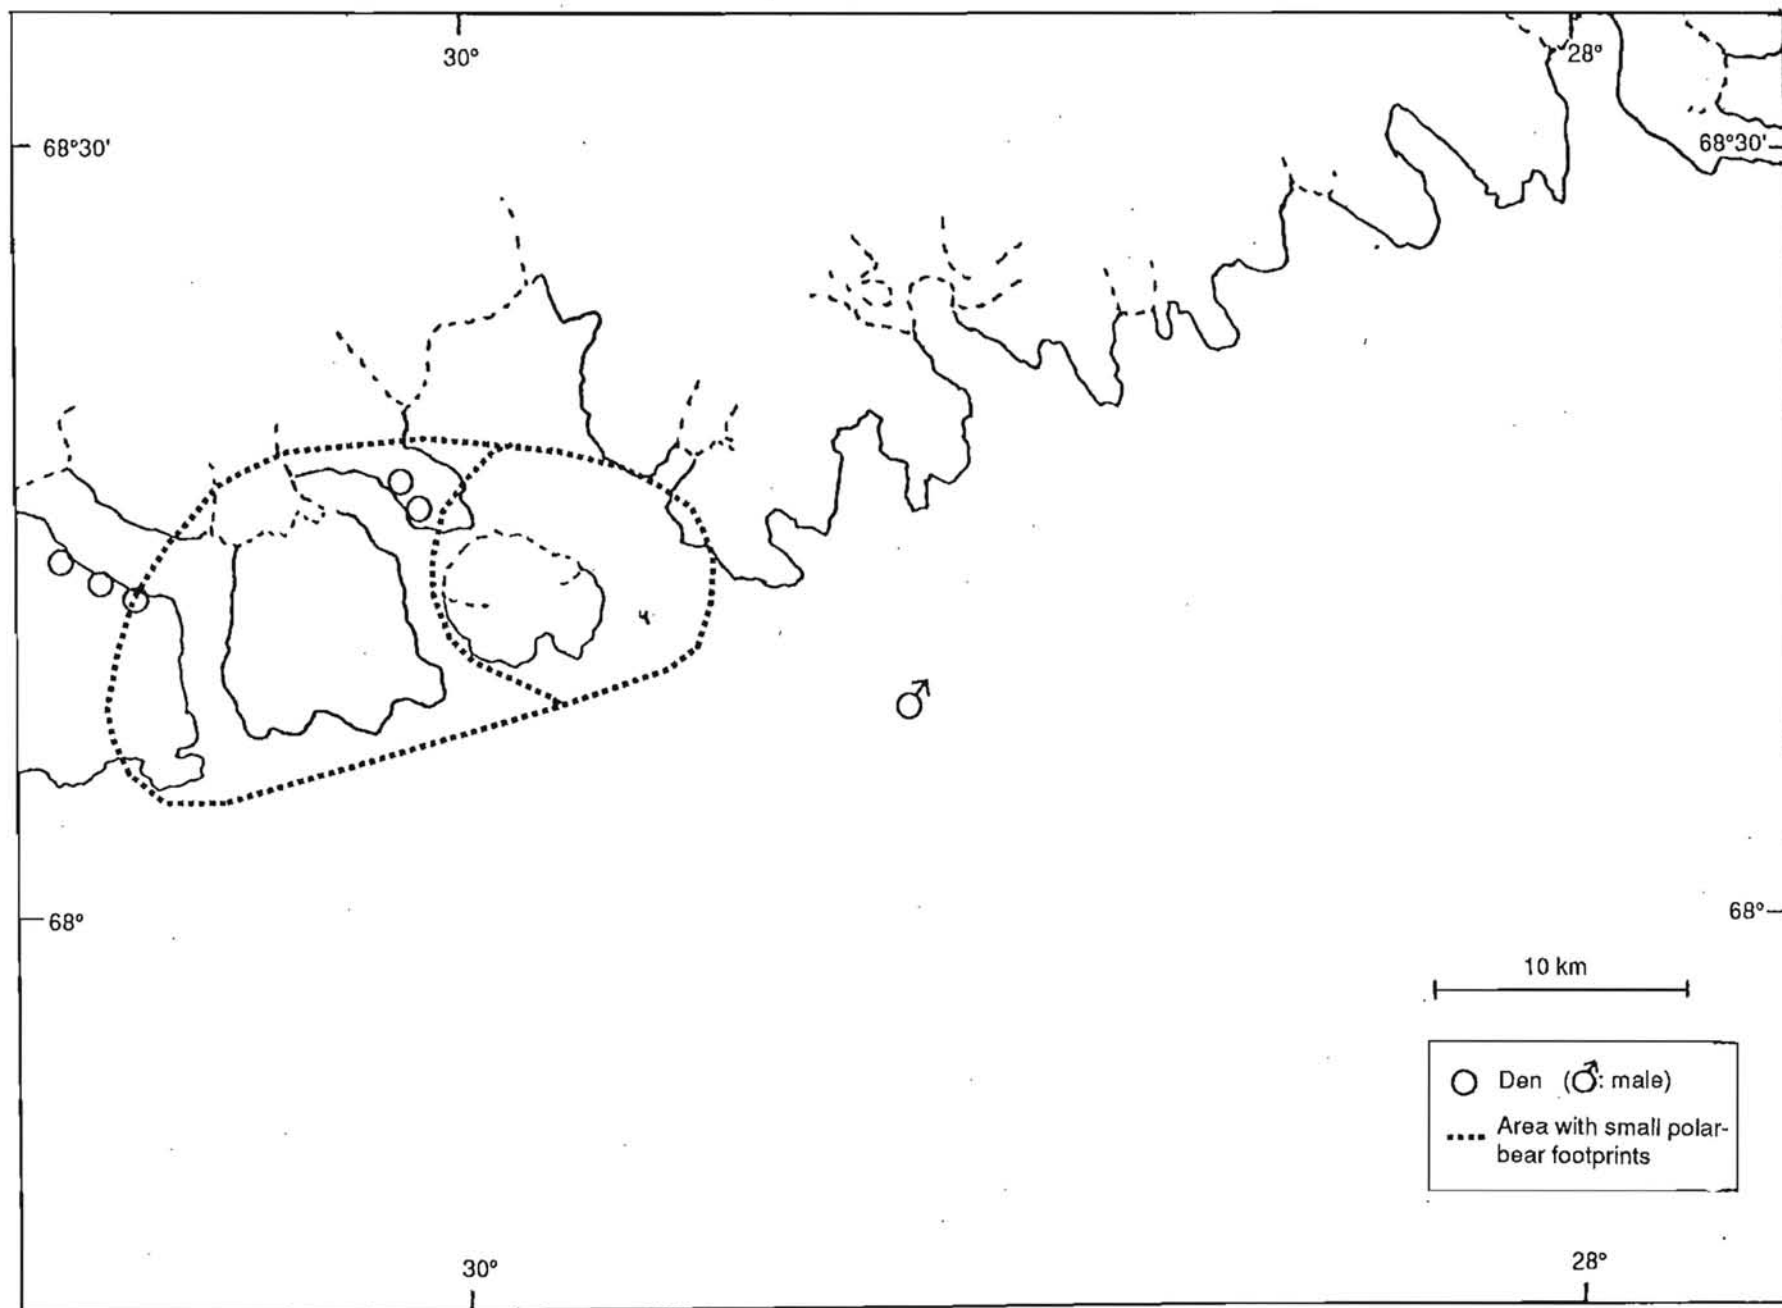 30°
28°
68°30'
68°30'
68°
68°
10 km
Den (♂: male)
Area with small polar-
bear footprints
30°
28°